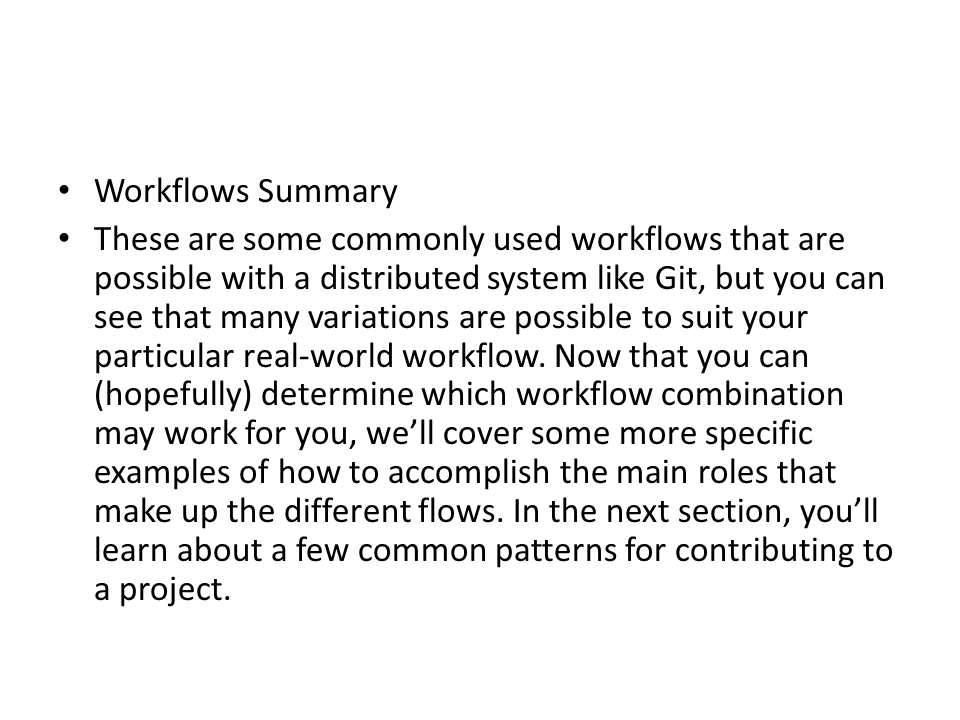 • Workflows Summary
• These are some commonly used workflows that are
possible with a distributed system like Git, but you can
see that many variations are possible to suit your
particular real-world workflow. Now that you can
(hopefully) determine which workflow combination
may work for you, we’ll cover some more specific
examples of how to accomplish the main roles that
make up the different flows. In the next section, you’ll
learn about a few common patterns for contributing to
a project.